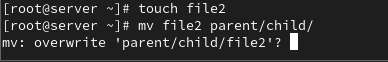 [root@server ~]# touch file2
[root@server ~]# mv file2 parent/child/
mv: overwrite 'parent/child/file2'?